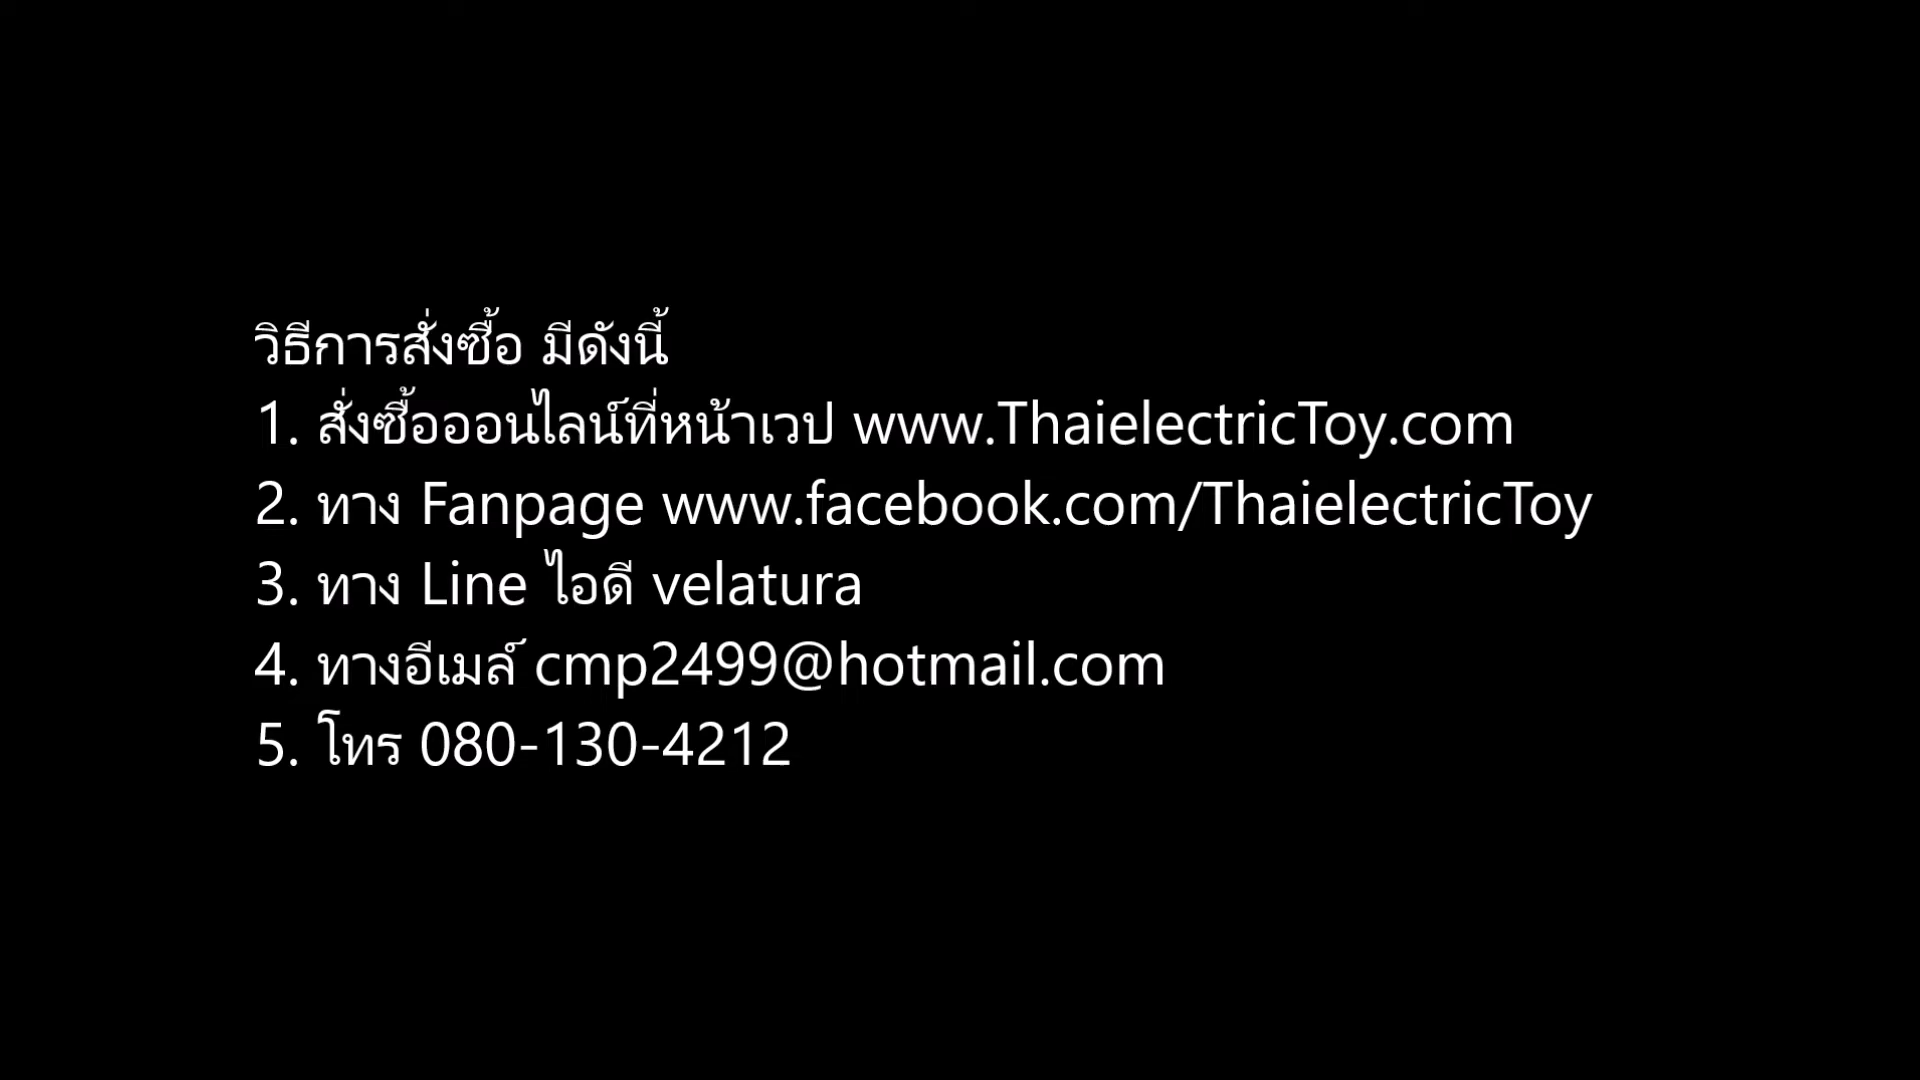 วิธีการสั่งซื้อ มีดังนี้
1. สั่งซื้อออนไลน์ที่หน้าเวป www.ThaielectricToy.com
2. ทาง Fanpage www.facebook.com/ThaielectricToy
3. ทาง Line ไอดี velatura
4. ทางอีเมล์ cmp2499@hotmail.com
5. โทร 080-130-4212